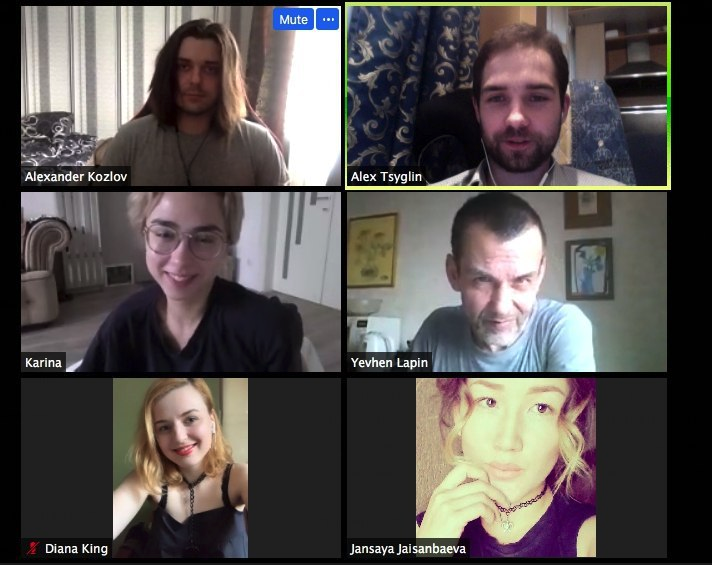 Mute
Alexander Kozlov
Alex Tsyglin
Karina
Yevhen Lapin
Diana King
Jansaya Jaisanbaeva